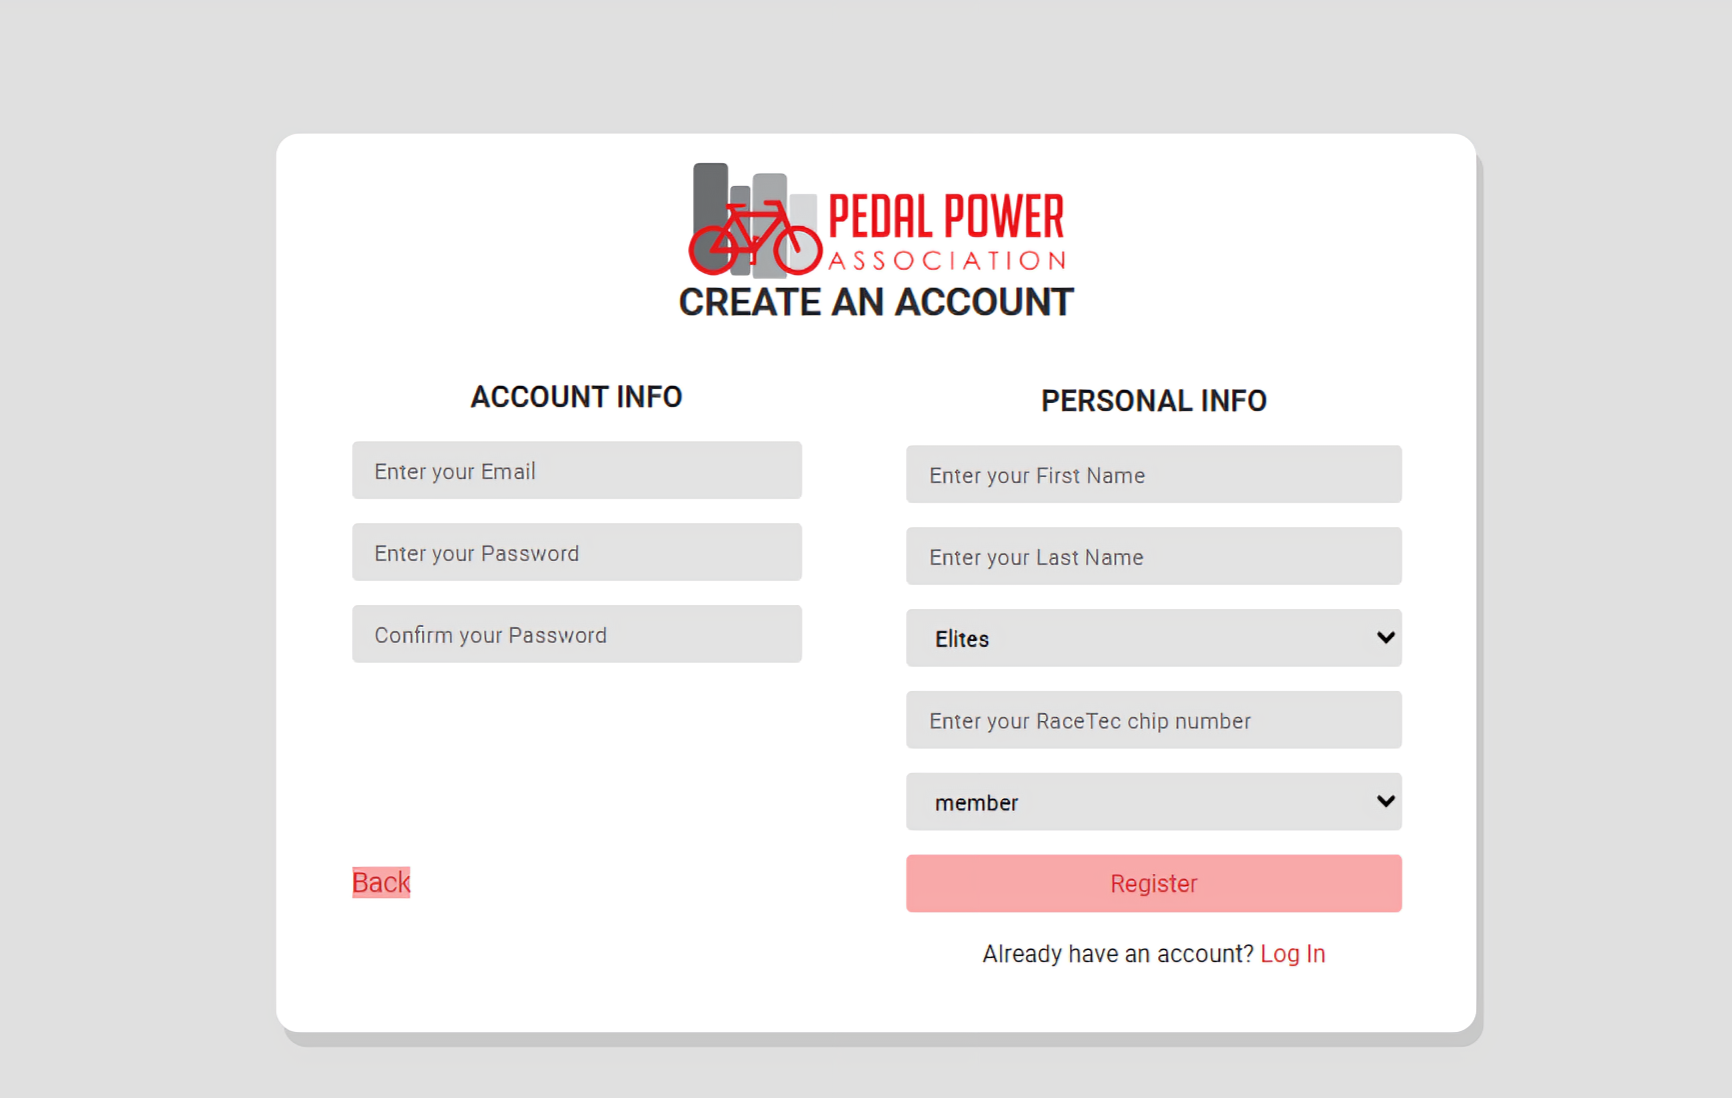 PEDAL POWER
ASSOCIATION
CREATE AN ACCOUNT
ACCOUNT INFO
Enter your Email
Enter your Password
Confirm your Password
Back
PERSONAL INFO
Enter your First Name
Enter your Last Name
Elites
Enter your RaceTec chip number
member
Register
Already have an account? Log In